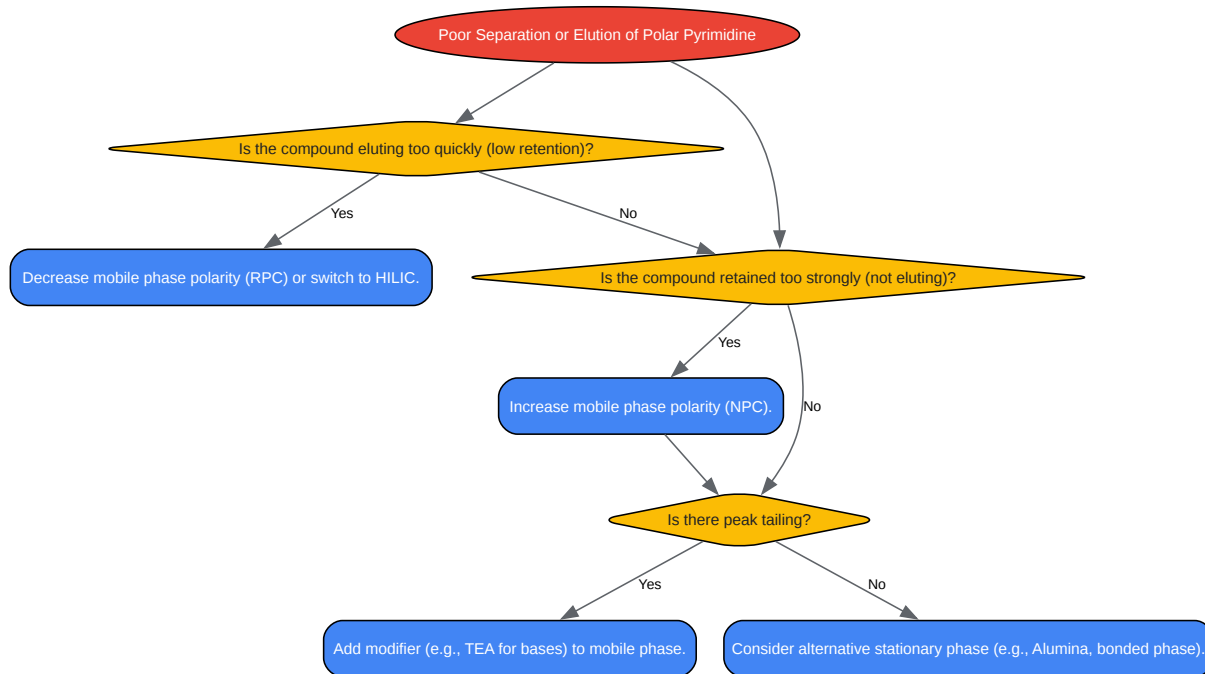 Poor Separation or Elution of Polar Pyrimidine
Is the compound eluting too quickly (low retention)?
Yes
No
Decrease mobile phase polarity (RPC) or switch to HILIC.
Is the compound retained too strongly (not eluting)?
Yes
Increase mobile phase polarity (NPC).
No
Is there peak tailing?
Yes
No
Add modifier (e.g., TEA for bases) to mobile phase.
Consider alternative stationary phase (e.g., Alumina, bonded phase).